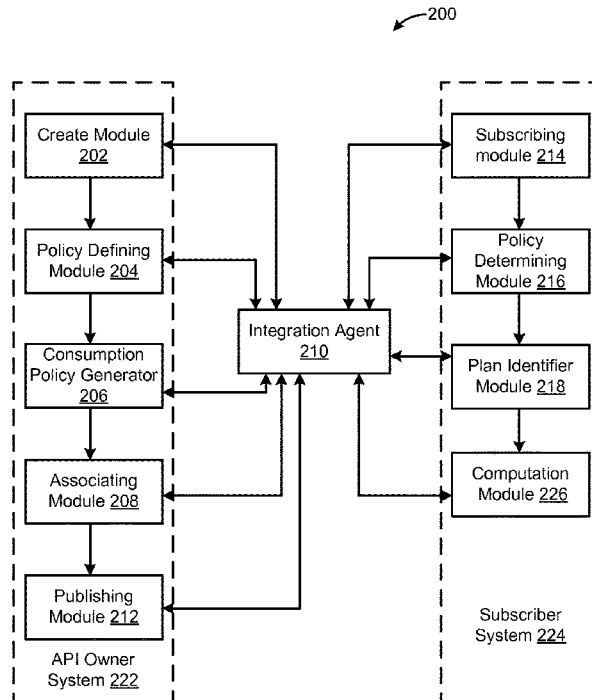 200
Create Module
202
Policy Defining
Module 204
Consumption
Policy Generator
206
Associating
Module 208
Publishing
Module 212
API Owner
System 222
Integration Agent
210
Subscribing
module 214
Policy
Determining
Module 216
Plan Identifier
Module 218
Computation
Module 226
Subscriber
System 224